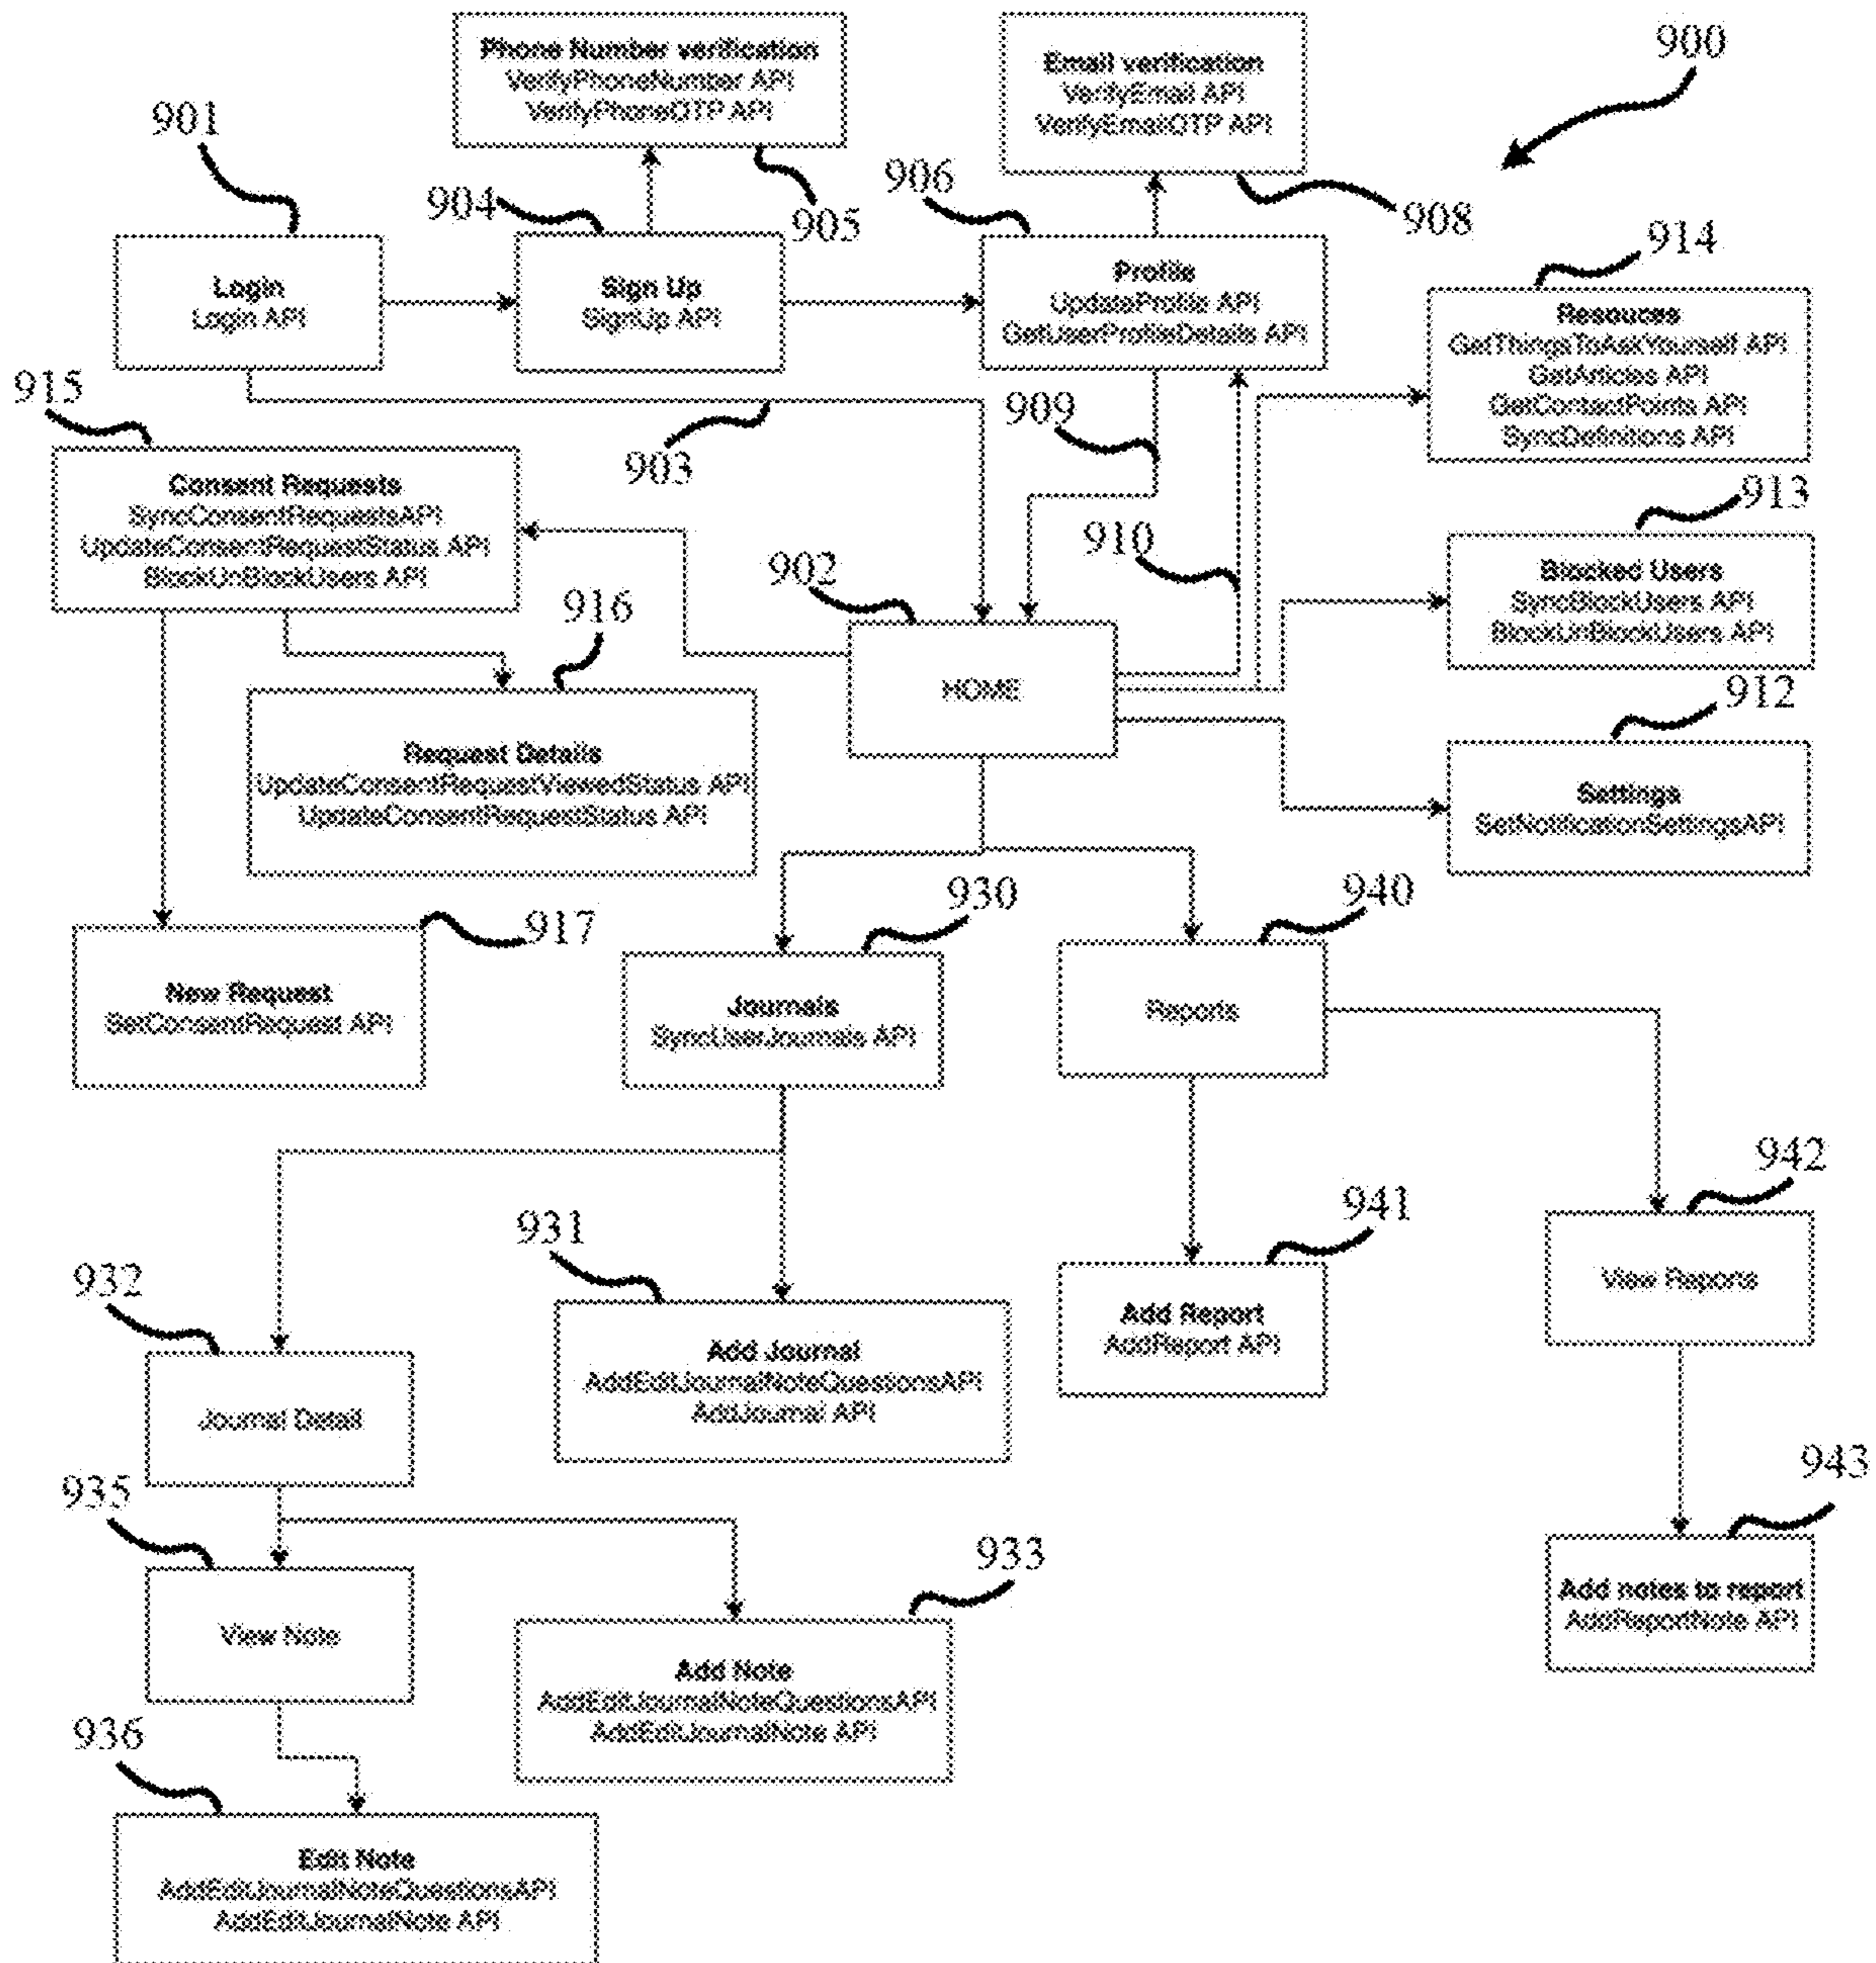 900
Phone Number verification
VerifyPhoneNumber API
VerifyPhoneOTP API
905
Email verification
VerifyEmail API
VerifyEmailOTP API
908
901
Login
Login API
904
Sign Up
SignUp API
906
Profile
UpdateProfile API
GetUserProfileDetails API
914
Resouces
GetThingsToAskYourself API
GetArticles API
GetContactPoints API
SyncDefinitions API
903
909
910
915
Consent Requests
SyncConsentRequestsAPI
UpdateConsentRequestStatus API
BlockUnBlockUsers API
913
Blocked Users
SyncBlockUsers API
BlockUnBlockUsers API
902
HOME
916
Request Details
UpdateConsentRequestViewedStatus API
UpdateConsentRequestStatus API
912
Settings
SetNotificationSettingsAPI
917
New Request
SetConsentRequest API
930
Journals
SyncUserJournals API
940
Reports
932
Journal Detail
931
Add Journal
AddEditJournalNoteQuestionsAPI
AddJournal API
941
Add Report
AddReport API
942
View Reports
935
View Note
933
Add Note
AddEditJournalNoteQuestionsAPI
AddEditJournalNote API
943
Add notes to report
AddReportNote API
936
Edit Note
AddEditJournalNoteQuestionsAPI
AddEditJournalNote API